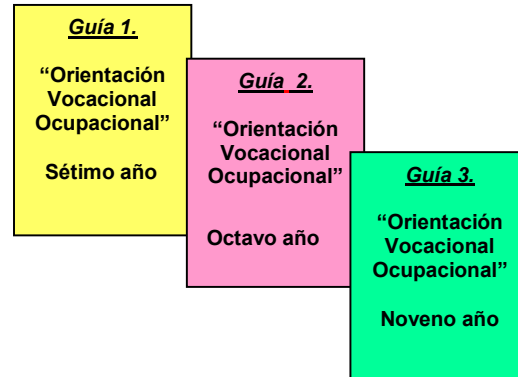 Guía 1.
“Orientación
Vocacional
Ocupacional”
Sétimo año
Guía 2.
“Orientación
Vocacional
Ocupacional”
Octavo año
Guía 3.
“Orientación
Vocacional
Ocupacional”
Noveno año